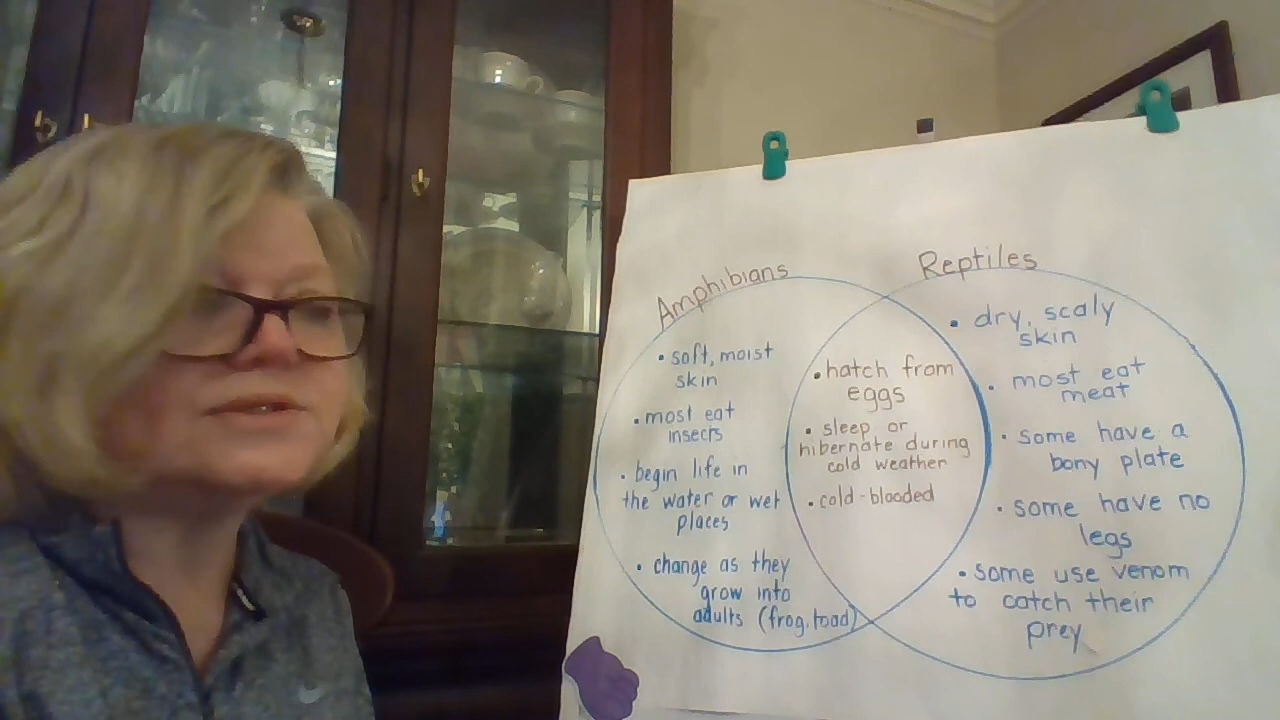 Amphibians
• soft, moist
skin
• most eat
insects
• begin life in
the water or wet
places
• change as they
grow into
adults (frog, toad)
• hatch from
eggs
• sleep or
hibernate during
cold weather
• cold-blooded
Reptiles
• dry, scaly
skin
• most eat
meat
• some have a
bony plate
• some have no
legs
• some use venom
to catch their
prey